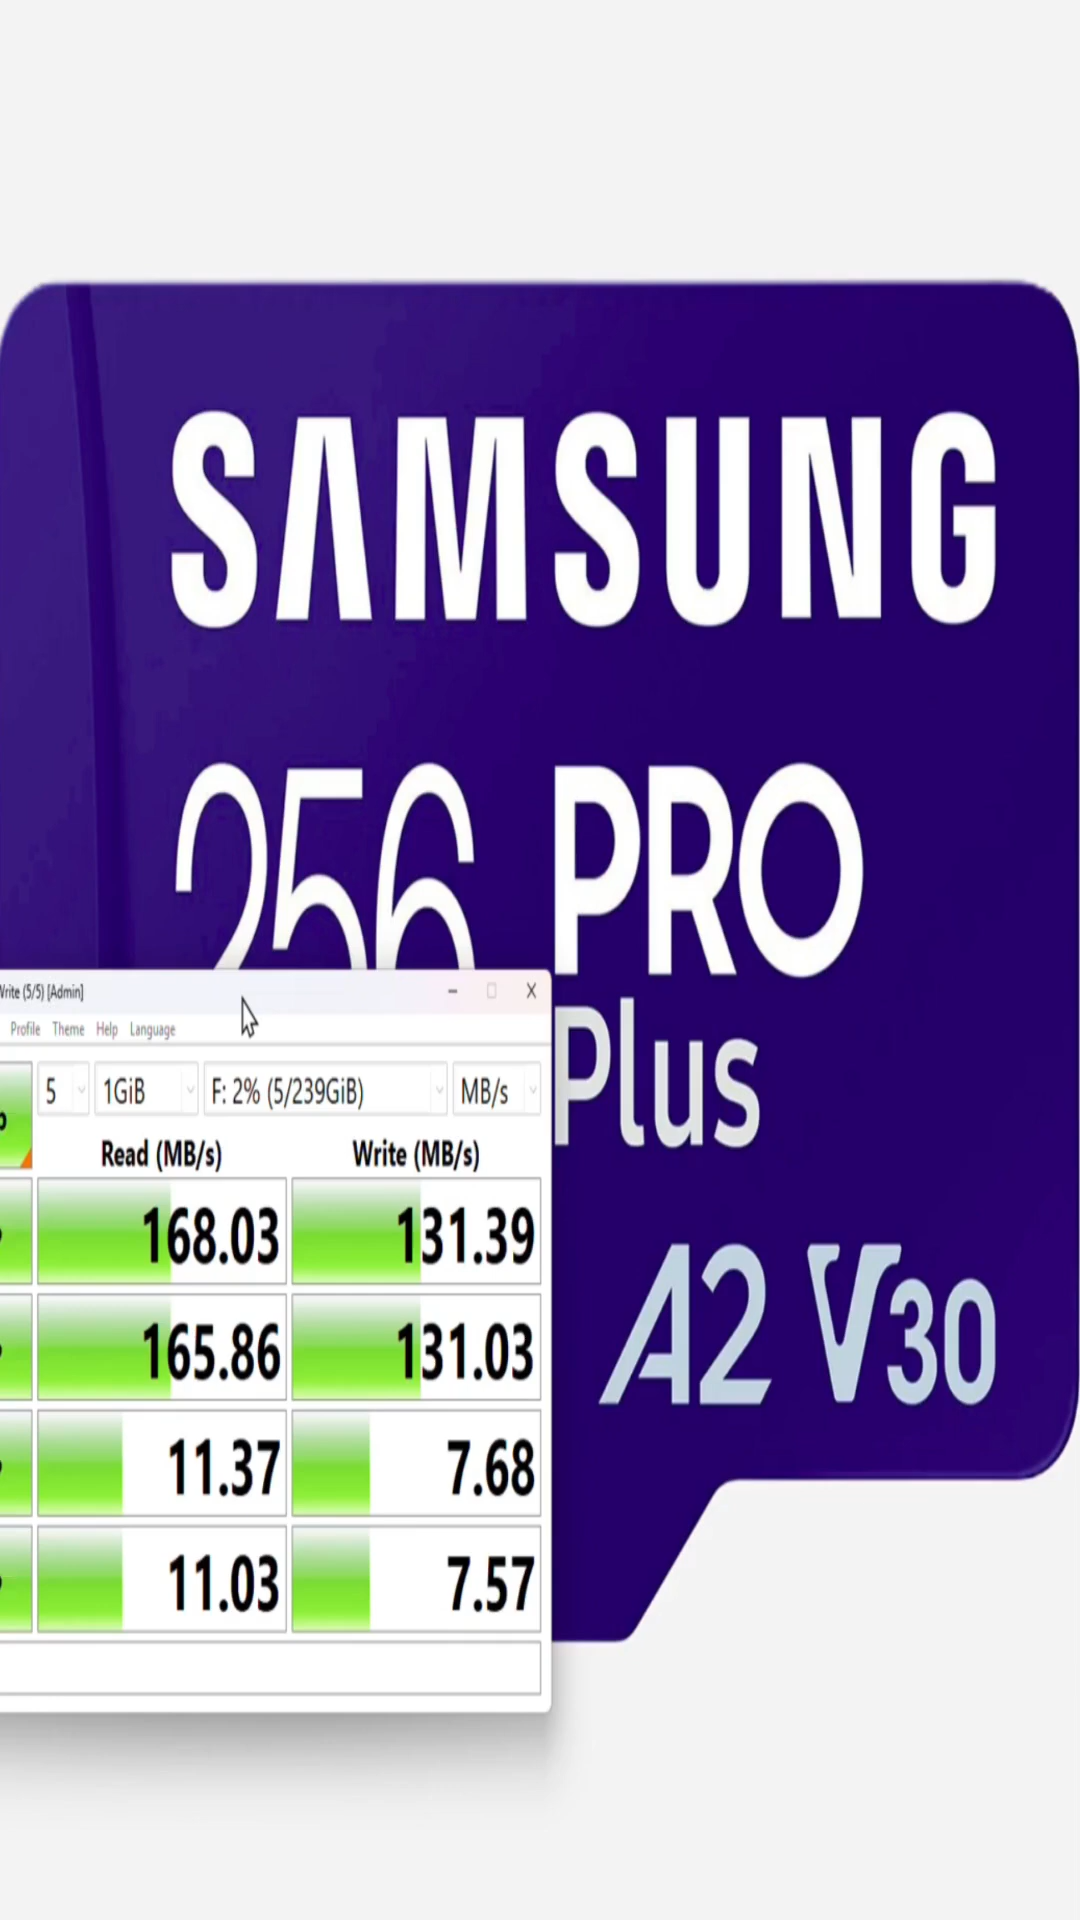 SAMSUNG
256 PRO
Plus
A2 V30
Write (5/5) [Admin]
Profile Theme Help Language
5 1GiB F: 2% (5/239GiB) MB/s
Read (MB/s) Write (MB/s)
168.03 131.39
165.86 131.03
11.37 7.68
11.03 7.57